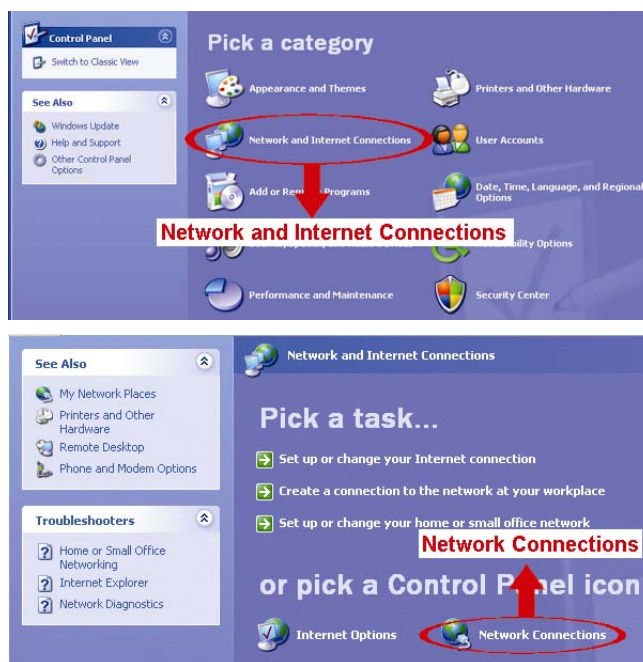 Control Panel
Switch to Classic View
See Also
Windows Update
Help and Support
Other Control Panel
Options
Pick a category
Appearance and Themes
Printers and Other Hardware
Network and Internet Connections
User Accounts
Add or Programs
Date, Time, Language, and Regional
Options
Network and Internet Connections
Options
Performance and Maintenance
Security Center
See Also
My Network Places
Printers and Other
Hardware
Remote Desktop
Phone and Modem Options
Troubleshooters
Home or Small Office
Networking
Internet Explorer
Network Diagnostics
Network and Internet Connections
Pick a task...
Set up or change your Internet connection
Create a connection to the network at your workplace
Set up or change your home or small office network
Network Connections
or pick a Control Panel icon
Internet Options
Network Connections